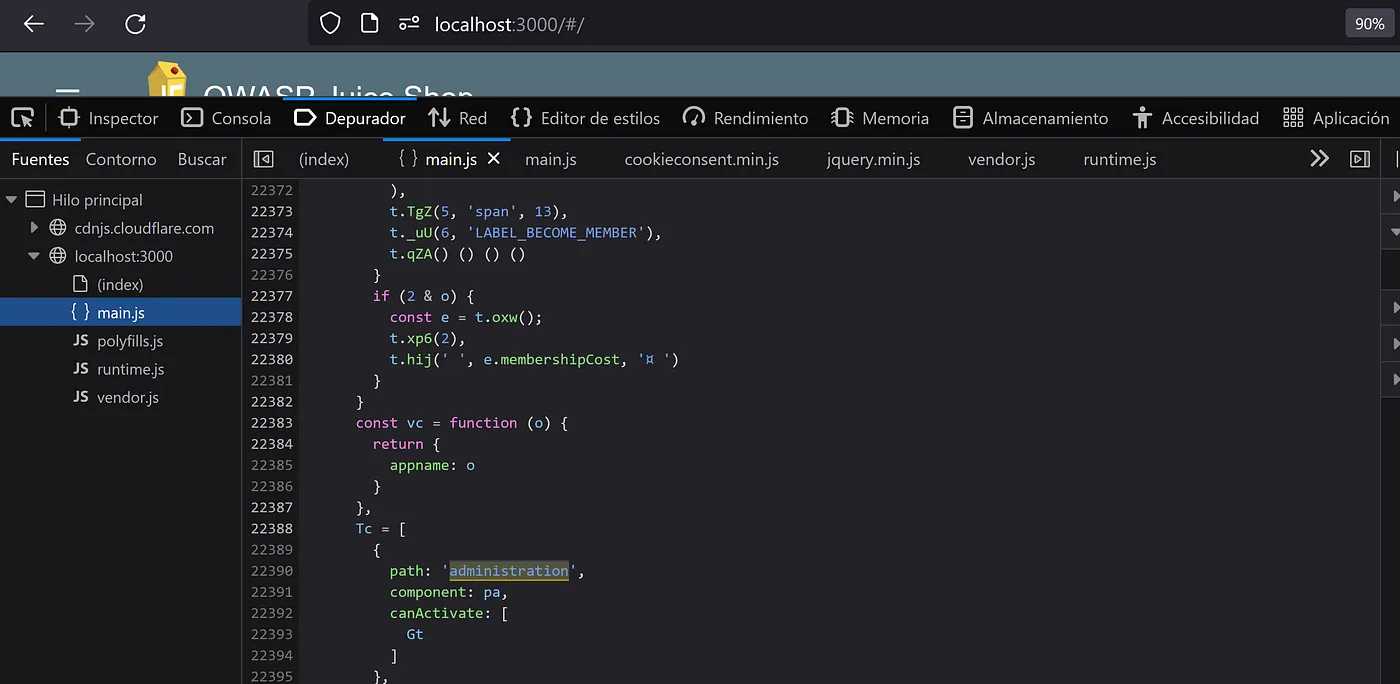 localhost:3000/#/
90%
OWASP Juice Shop
Inspector Consola Depurador Red Editor de estilos Rendimiento Memoria Almacenamiento Accesibilidad Aplicación
Fuentes Contorno Buscar (index) { } main.js main.js cookieconsent.min.js jquery.min.js vendor.js runtime.js
Hilo principal
cdnjs.cloudflare.com
localhost:3000
(index)
{ } main.js
JS polyfills.js
JS runtime.js
JS vendor.js
22372 ),
22373 t.TgZ(5, 'span', 13),
22374 t._uU(6, 'LABEL_BECOME_MEMBER'),
22375 t.qZA() () () ()
22376 }
22377 if (2 & o) {
22378 const e = t.oxw();
22379 t.xp6(2),
22380 t.hij(' ', e.membershipCost, '¤ ')
22381 }
22382 }
22383 const vc = function (o) {
22384 return {
22385 appname: o
22386 }
22387 },
22388 Tc = [
22389 {
22390 path: 'administration',
22391 component: pa,
22392 canActivate: [
22393 Gt
22394 ]
22395 },